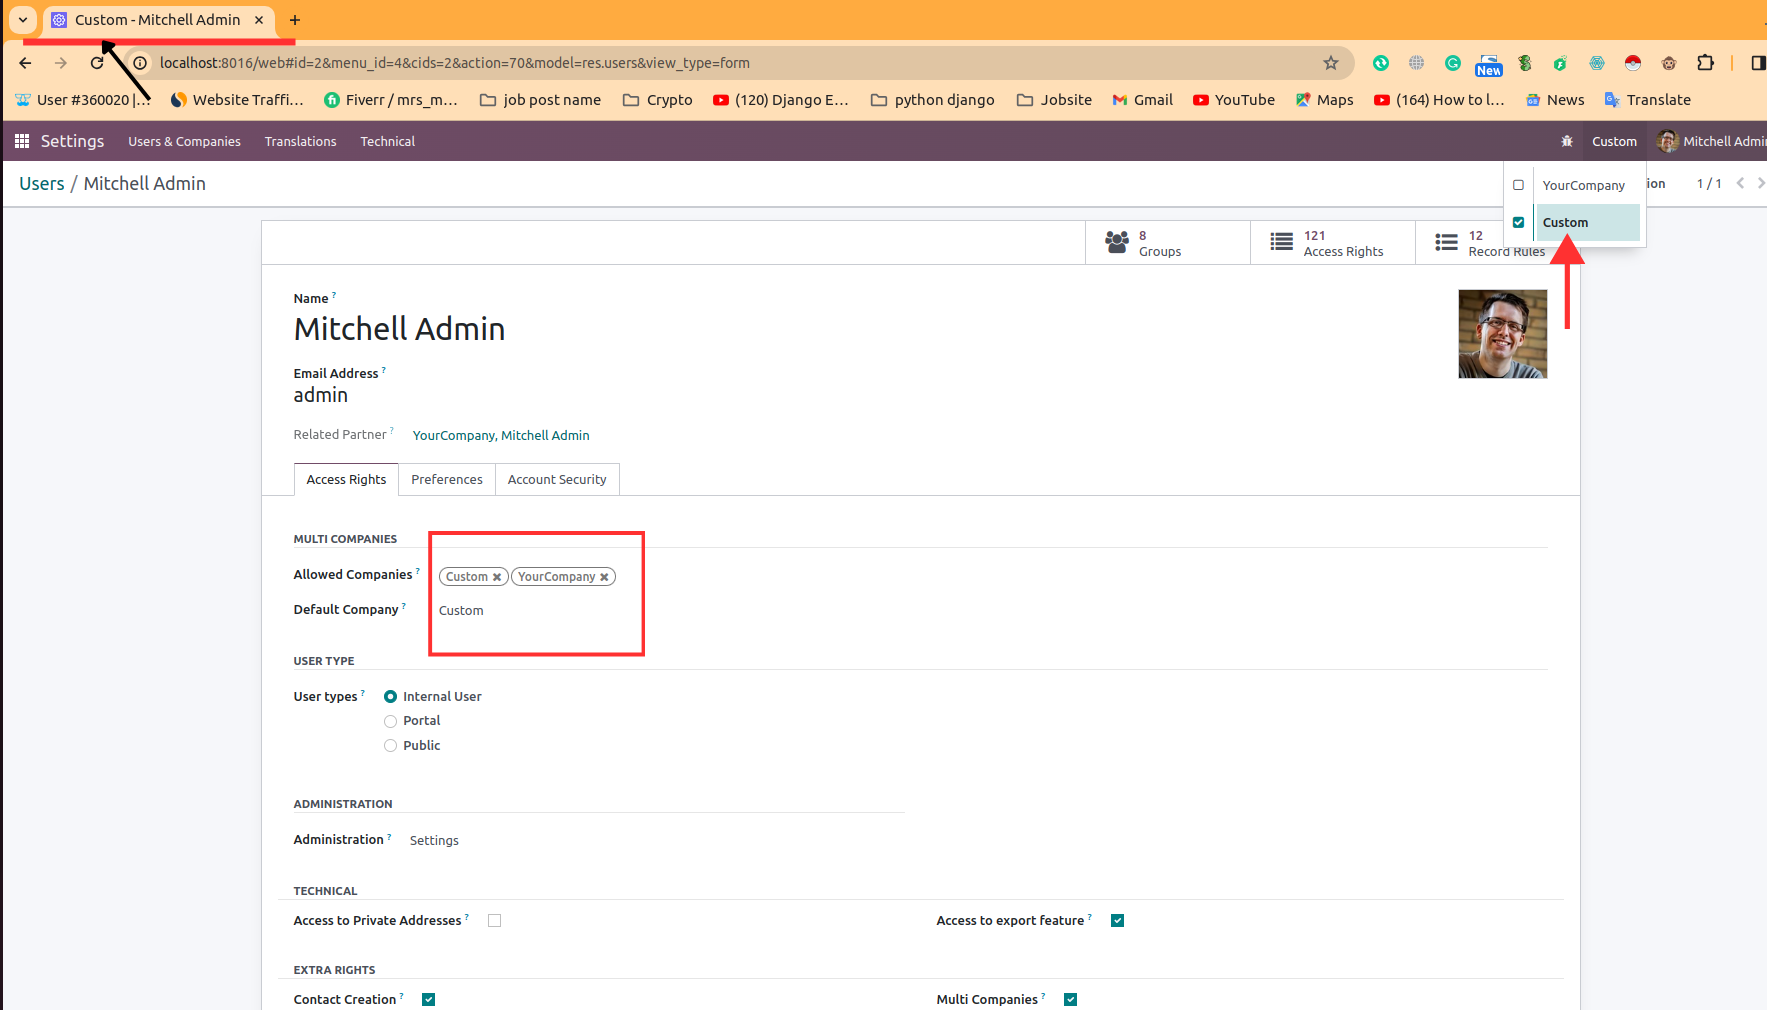 Custom - Mitchell Admin
localhost:8016/web#id=2&menu_id=4&cids=2&action=70&model=res.users&view_type=form
New
User #360020 |... Website Traffi... Fiverr / mrs_m... job post name Crypto (120) Django E... python django Jobsite Gmail YouTube Maps (164) How to l... News Translate
Settings Users & Companies Translations Technical Custom Mitchell Admin
Users / Mitchell Admin 1 / 1
YourCompany
Custom
8 Groups
121 Access Rights
12 Record Rules
Name ?
Mitchell Admin
Email Address ?
admin
Related Partner ? YourCompany, Mitchell Admin
Access Rights Preferences Account Security
MULTI COMPANIES
Allowed Companies ? Custom YourCompany
Default Company ? Custom
USER TYPE
User types ? Internal User
Portal
Public
ADMINISTRATION
Administration ? Settings
TECHNICAL
Access to Private Addresses ? Access to export feature ?
EXTRA RIGHTS
Contact Creation ? Multi Companies ?